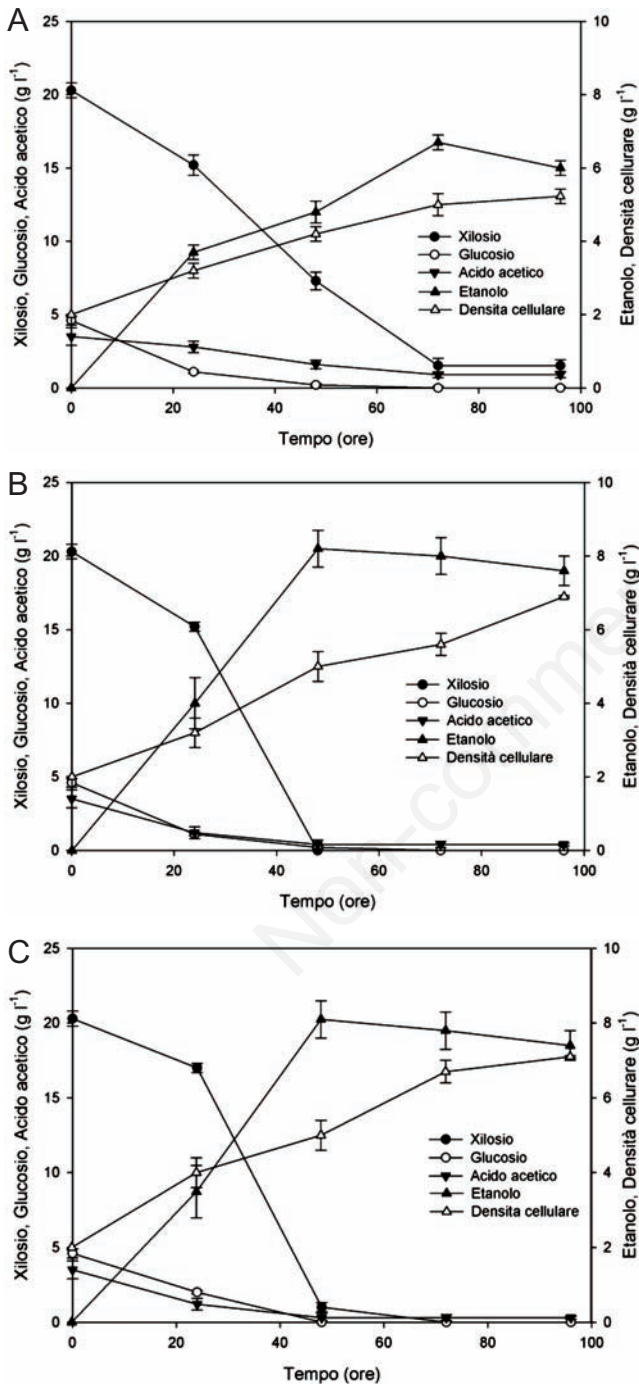 A
25
20
15
10
5
0
Xilosio, Glucosio, Acido acetico (g l⁻¹)
10
8
6
4
2
0
Etanolo, Densità cellurare (g l⁻¹)
Xilosio
Glucosio
Acido acetico
Etanolo
Densita cellulare
0 20 40 60 80 100
Tempo (ore)
B
25
20
15
10
5
0
Xilosio, Glucosio, Acido acetico (g l⁻¹)
10
8
6
4
2
0
Etanolo, Densità cellurare (g l⁻¹)
Xilosio
Glucosio
Acido acetico
Etanolo
Densità cellulare
0 20 40 60 80 100
Tempo (ore)
C
25
20
15
10
5
0
Xilosio, Glucosio, Acido acetico (g l⁻¹)
10
8
6
4
2
0
Etanolo, Densità cellurare (g l⁻¹)
Xilosio
Glucosio
Acido acetico
Etanolo
Densita cellulare
0 20 40 60 80 100
Tempo (ore)